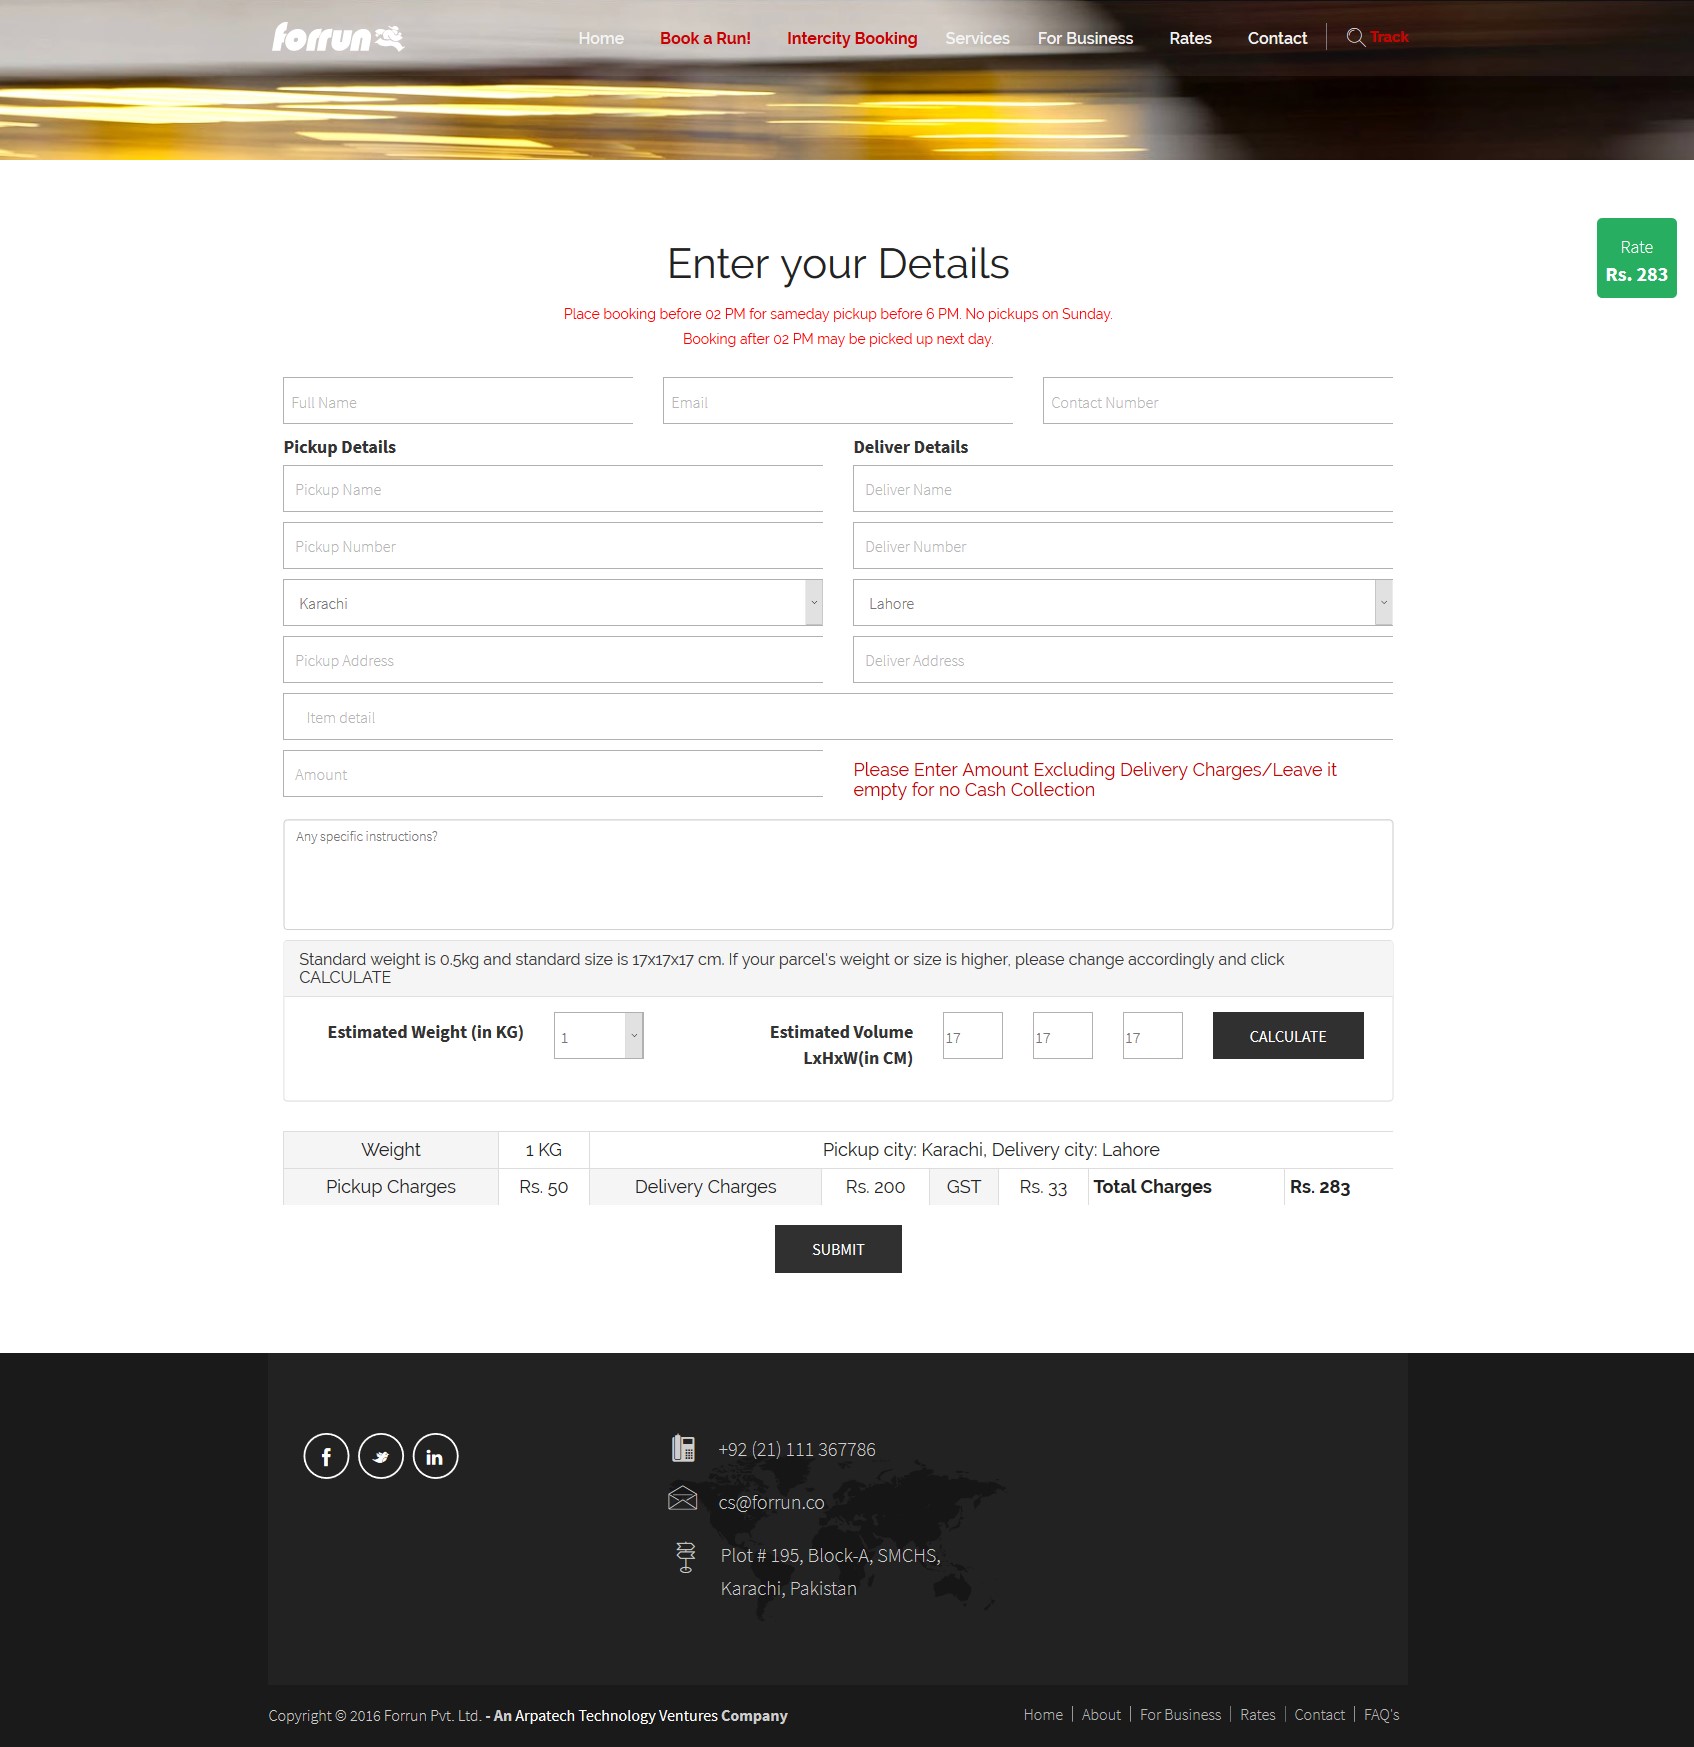 forrun
Home Book a Run! Intercity Booking Services For Business Rates Contact Track
Rate
Rs. 283
Enter your Details
Place booking before 02 PM for sameday pickup before 6 PM. No pickups on Sunday.
Booking after 02 PM may be picked up next day.
Full Name Email Contact Number
Pickup Details Deliver Details
Pickup Name Deliver Name
Pickup Number Deliver Number
Karachi Lahore
Pickup Address Deliver Address
Item detail
Amount
Please Enter Amount Excluding Delivery Charges/Leave it
empty for no Cash Collection
Any specific instructions?
Standard weight is 0.5kg and standard size is 17x17x17 cm. If your parcel's weight or size is higher, please change accordingly and click
CALCULATE
Estimated Weight (in KG) 1
Estimated Volume
LxHxW(in CM)
17 17 17 CALCULATE
Weight 1 KG Pickup city: Karachi, Delivery city: Lahore
Pickup Charges Rs. 50 Delivery Charges Rs. 200 GST Rs. 33 Total Charges Rs. 283
SUBMIT
+92 (21) 111 367786
cs@forrun.co
Plot # 195, Block-A, SMCHS,
Karachi, Pakistan
Copyright © 2016 Forrun Pvt. Ltd. - An Arpatech Technology Ventures Company
Home | About | For Business | Rates | Contact | FAQ's